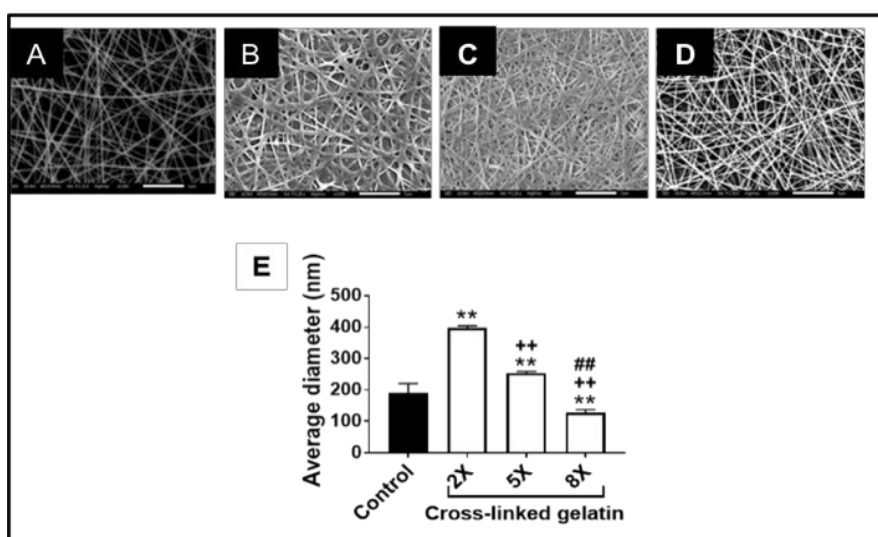 A
B
C
D
E
Average diameter (nm)
500
400
300
200
100
0
**
++
**
##
++
**
Control
2X
5X
8X
Cross-linked gelatin